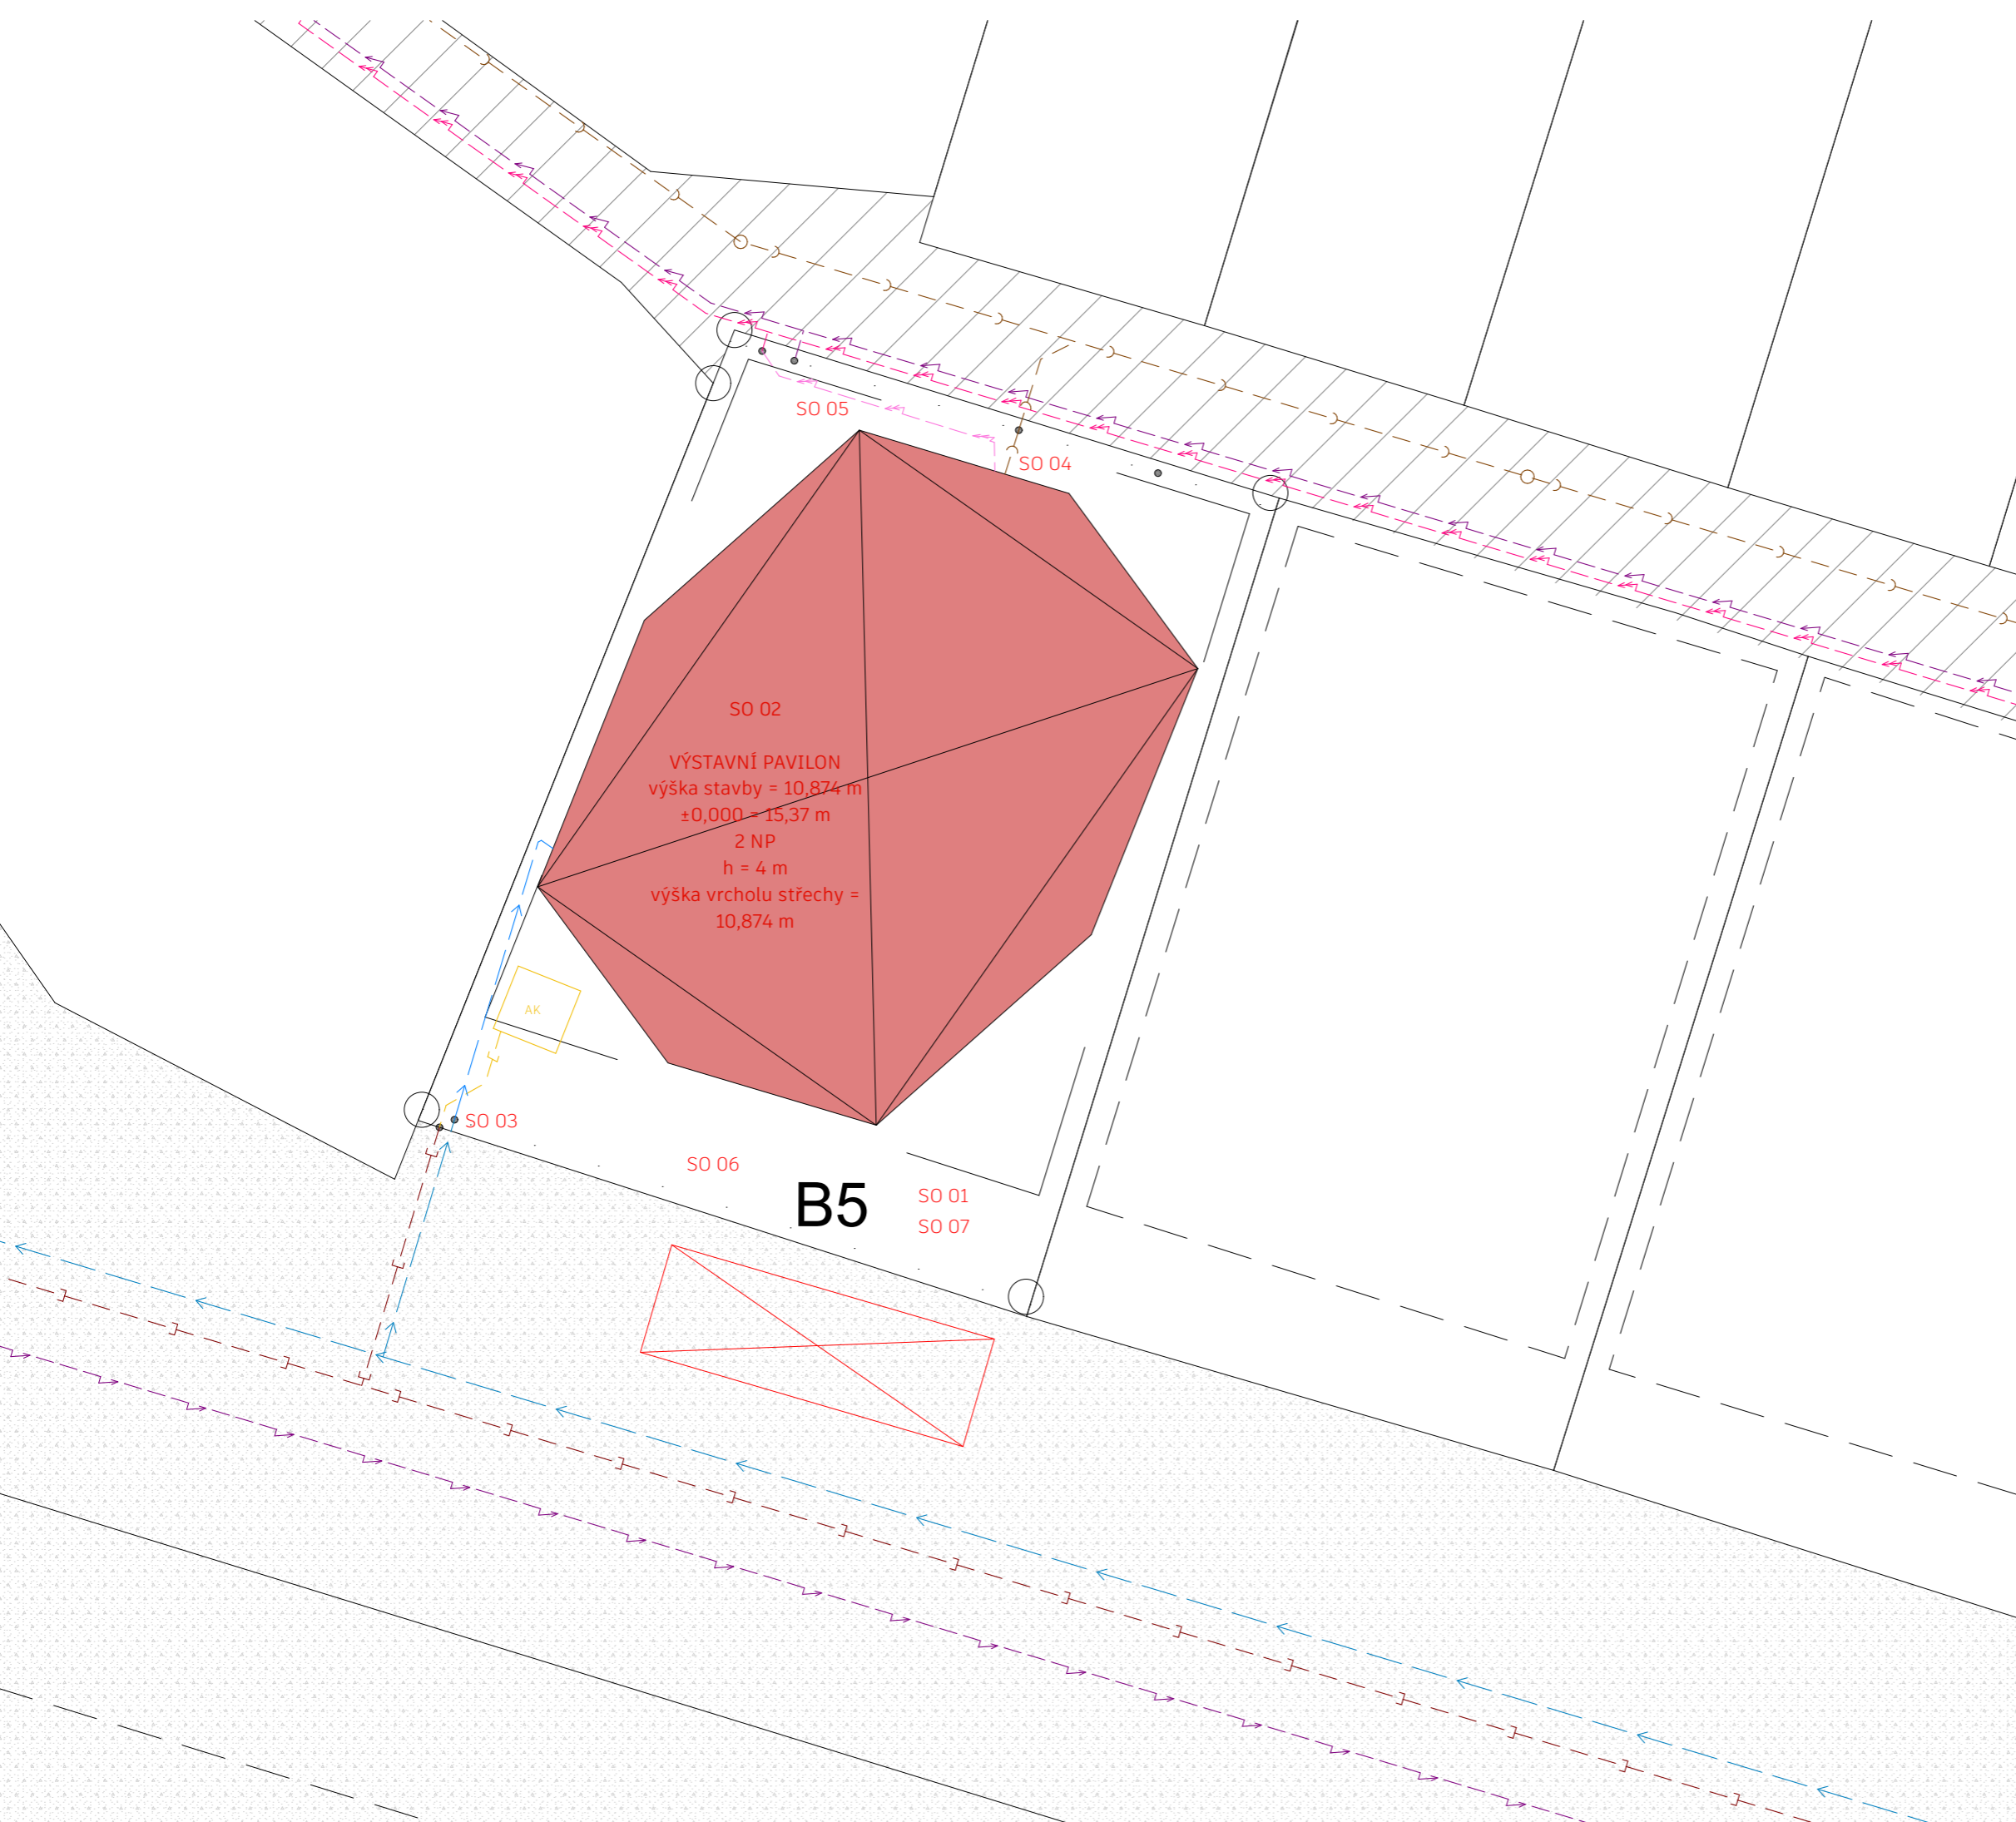 SO 05
SO 04
SO 02
VÝSTAVNÍ PAVILON
výška stavby = 10,874 m
±0,000 = 15,37 m
2 NP
h = 4 m
výška vrcholu střechy =
10,874 m
AK
SO 03
SO 06
B5
SO 01
SO 07